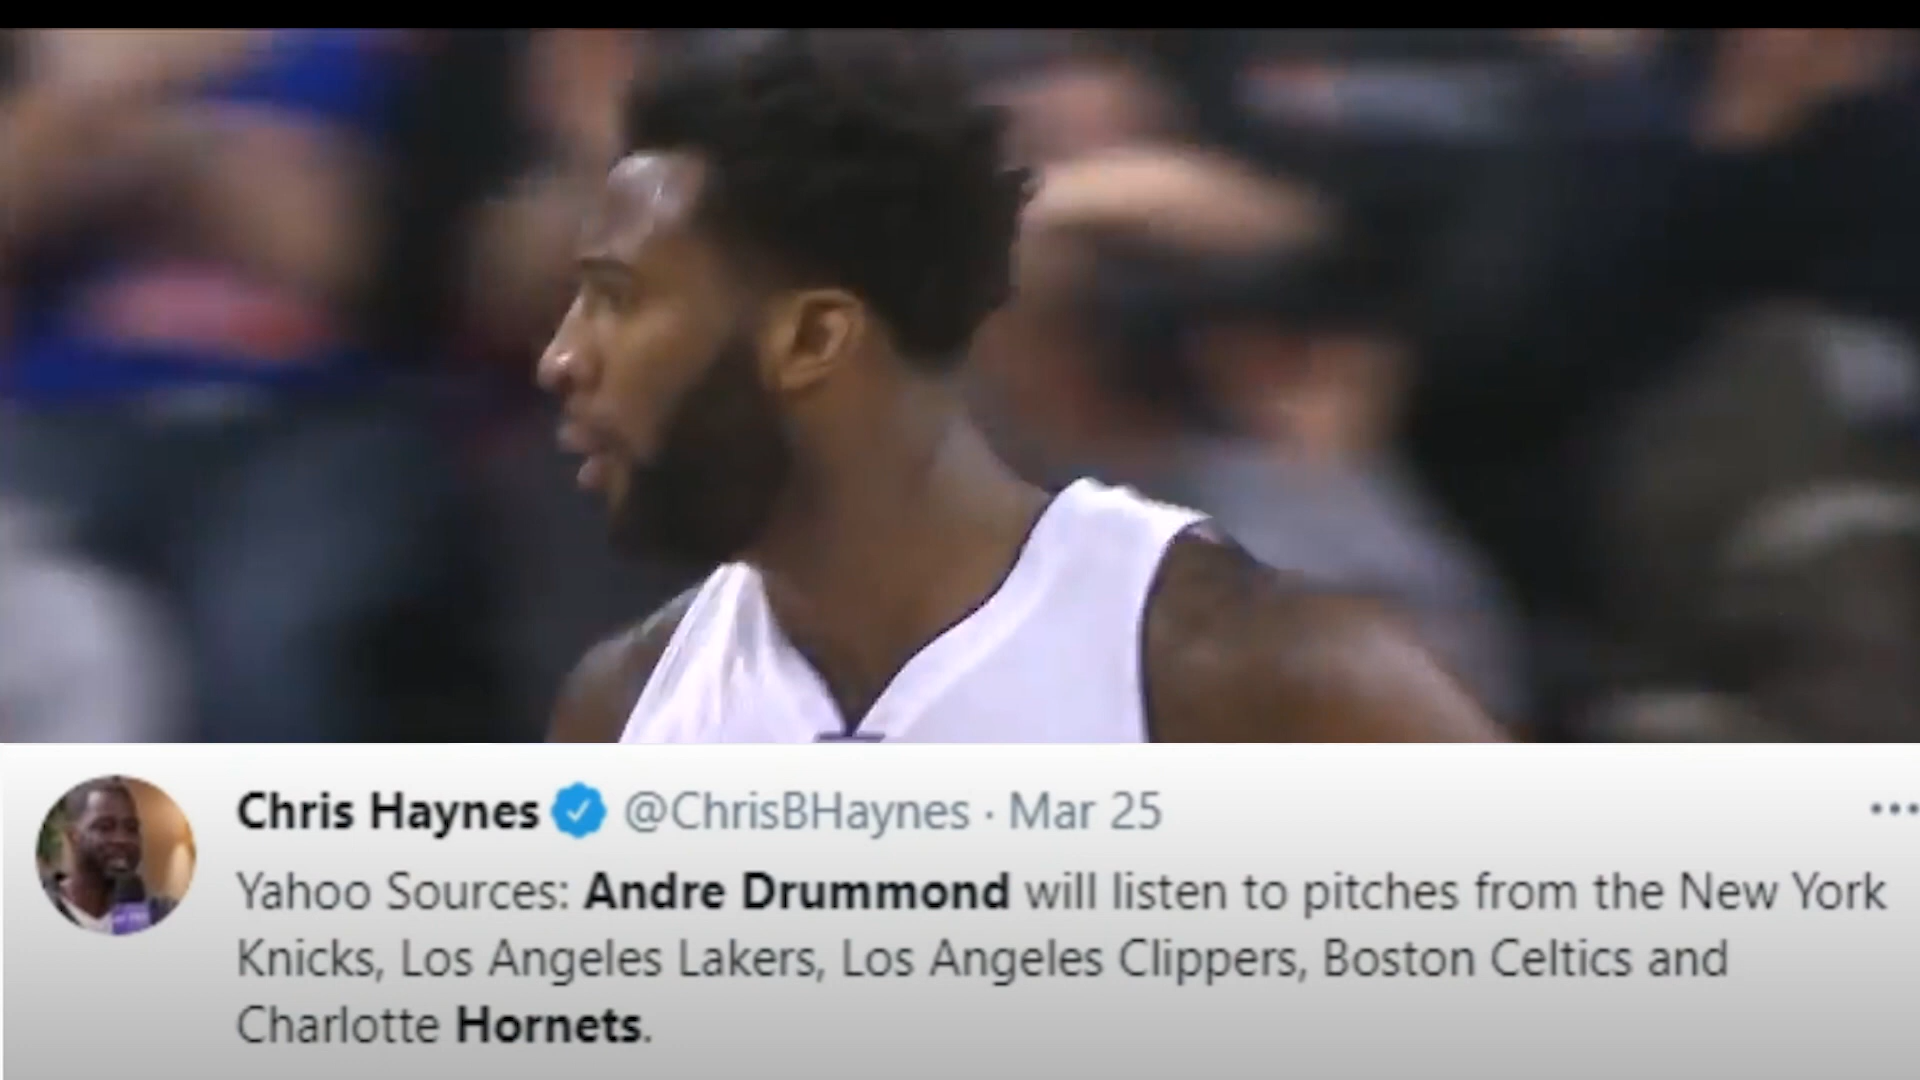 Chris Haynes @ChrisBHaynes · Mar 25
Yahoo Sources: Andre Drummond will listen to pitches from the New York
Knicks, Los Angeles Lakers, Los Angeles Clippers, Boston Celtics and
Charlotte Hornets.